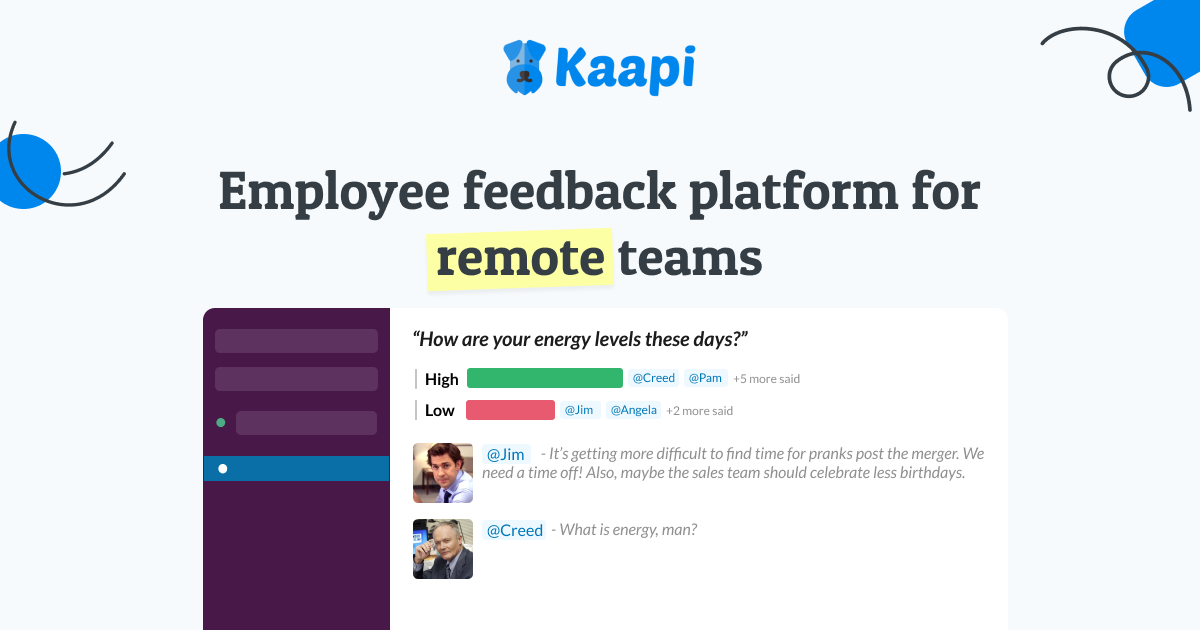 Kaapi
Employee feedback platform for
remote teams
“How are your energy levels these days?”
High @Creed @Pam +5 more said
Low @Jim @Angela +2 more said
@Jim - It’s getting more difficult to find time for pranks post the merger. We
need a time off! Also, maybe the sales team should celebrate less birthdays.
@Creed - What is energy, man?